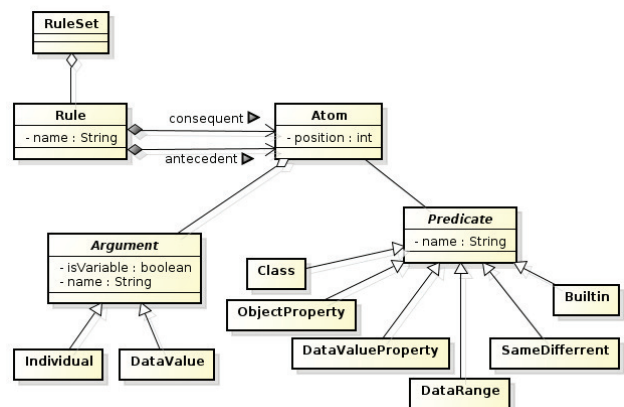 RuleSet
Rule
- name : String
consequent
antecedent
Atom
- position : int
Argument
- isVariable : boolean
- name : String
Predicate
- name : String
Class
ObjectProperty
DataValueProperty
DataRange
SameDifferrent
Builtin
Individual
DataValue